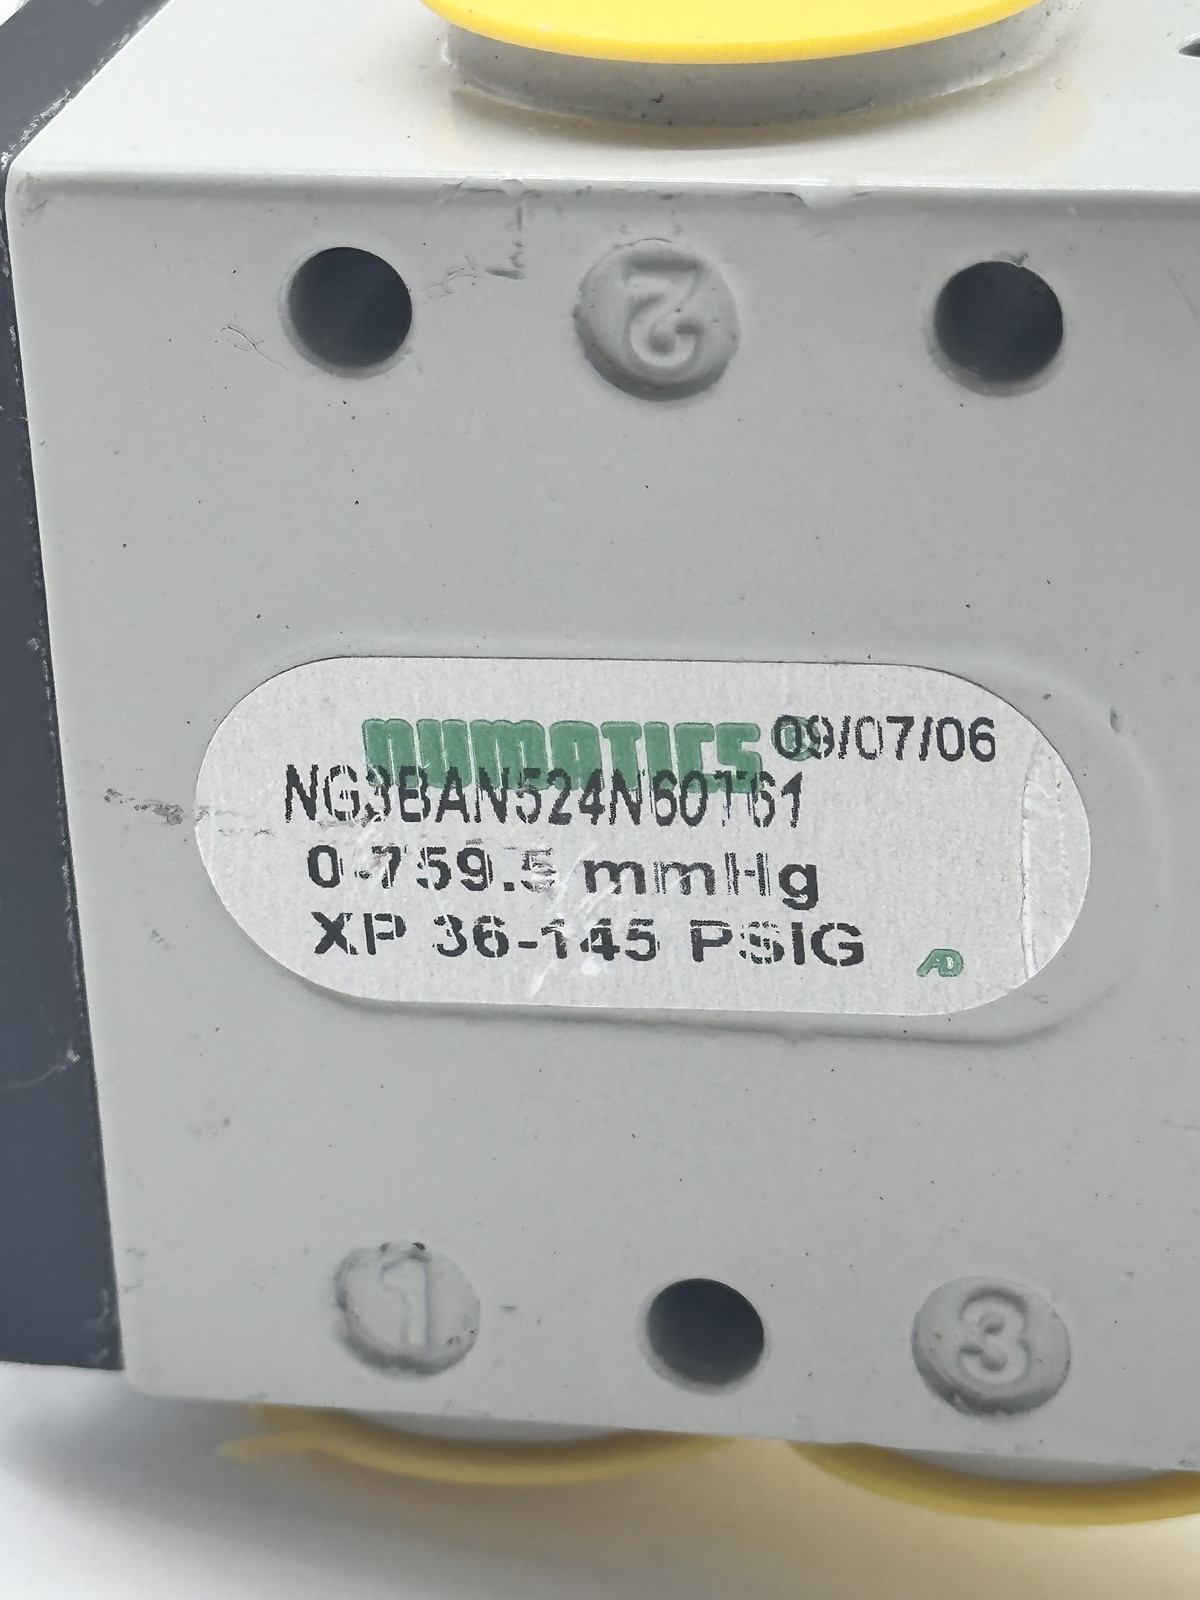 2
numatics 09/07/06
NG3BAN524N60T61
0-759.5 mmHg
XP 36-145 PSIG
1
3